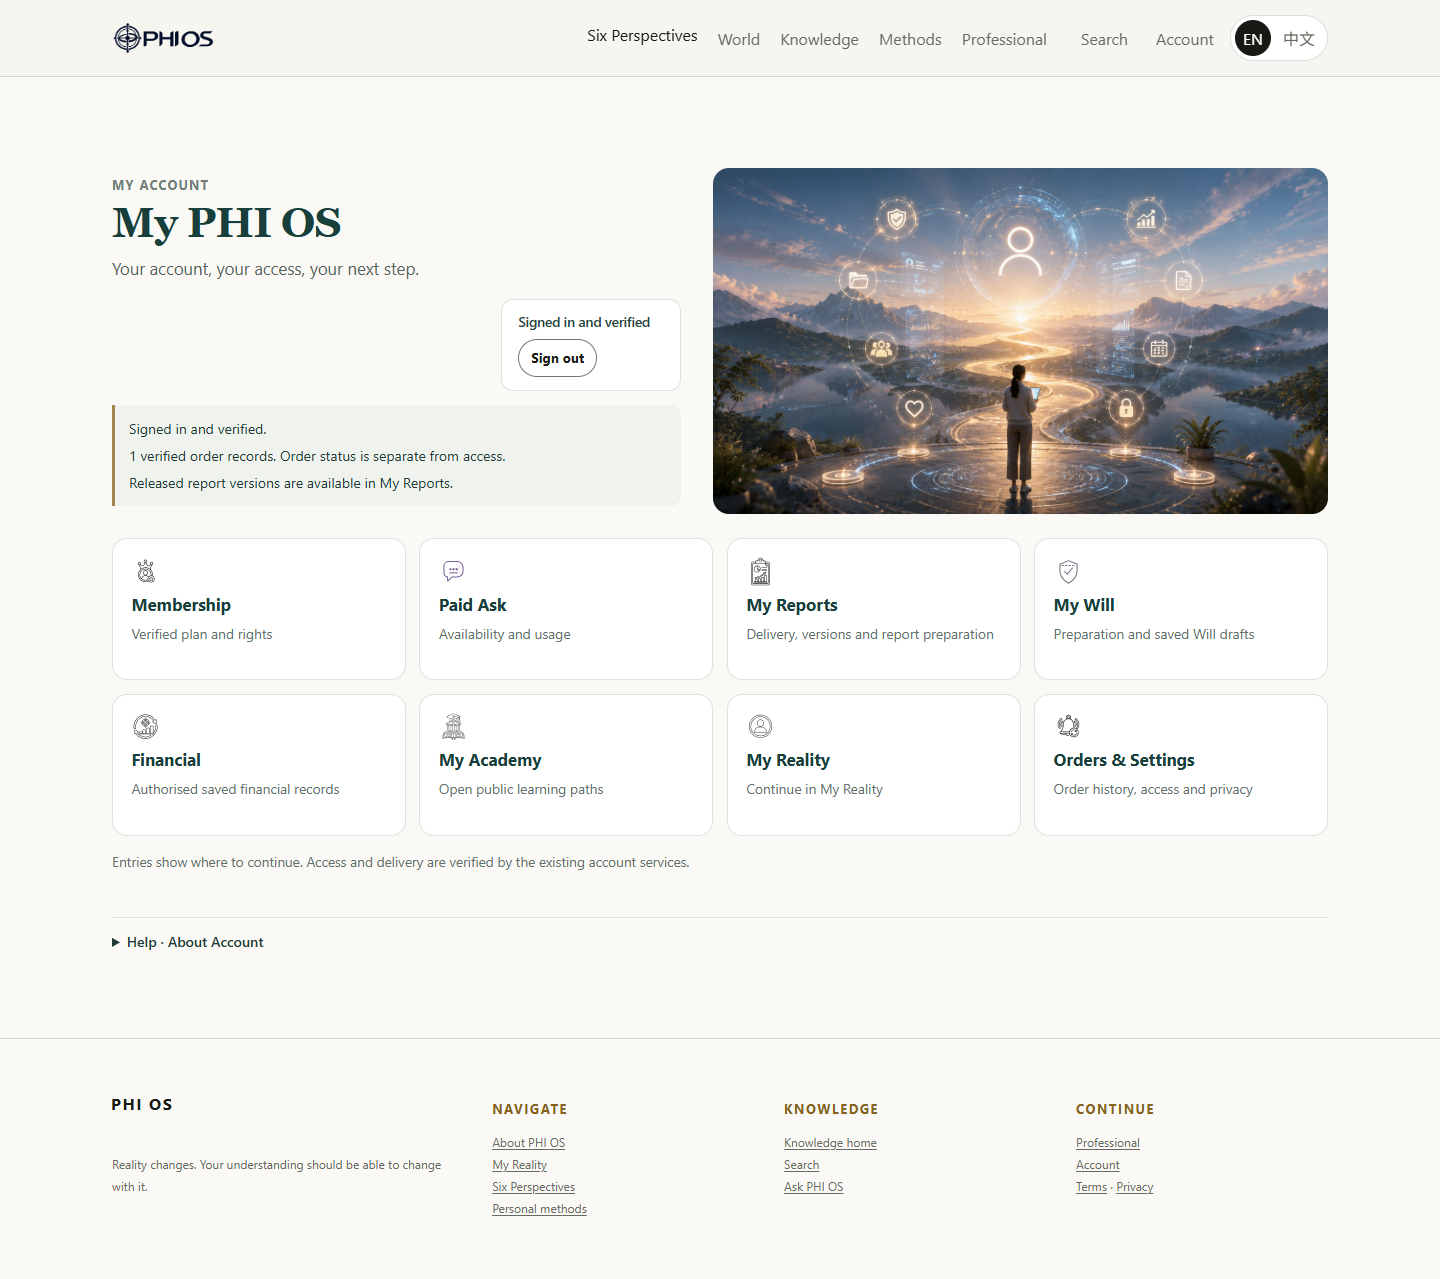 PHI OS
Six Perspectives
World
Knowledge
Methods
Professional
Search
Account
EN
中文
MY ACCOUNT
My PHI OS
Your account, your access, your next step.
Signed in and verified
Sign out
Signed in and verified.
1 verified order records. Order status is separate from access.
Released report versions are available in My Reports.
Membership
Verified plan and rights
Paid Ask
Availability and usage
My Reports
Delivery, versions and report preparation
My Will
Preparation and saved Will drafts
Financial
Authorised saved financial records
My Academy
Open public learning paths
My Reality
Continue in My Reality
Orders & Settings
Order history, access and privacy
Entries show where to continue. Access and delivery are verified by the existing account services.
Help · About Account
PHI OS
Reality changes. Your understanding should be able to change
with it.
NAVIGATE
About PHI OS
My Reality
Six Perspectives
Personal methods
KNOWLEDGE
Knowledge home
Search
Ask PHI OS
CONTINUE
Professional
Account
Terms · Privacy